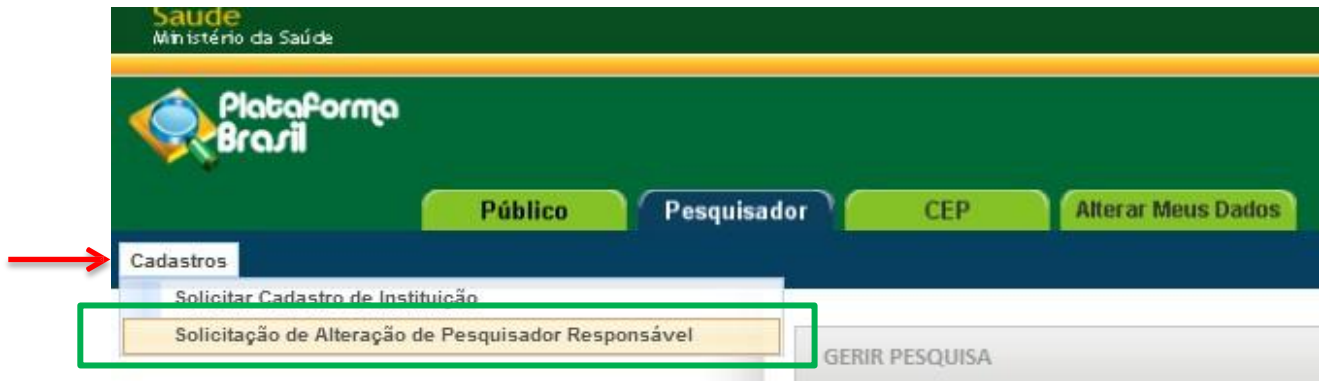 Saúde
Ministério da Saúde
Plataforma
Brasil
Público
Pesquisador
CEP
Alterar Meus Dados
Cadastros
Solicitar Cadastro de Instituição
Solicitação de Alteração de Pesquisador Responsável
GERIR PESQUISA